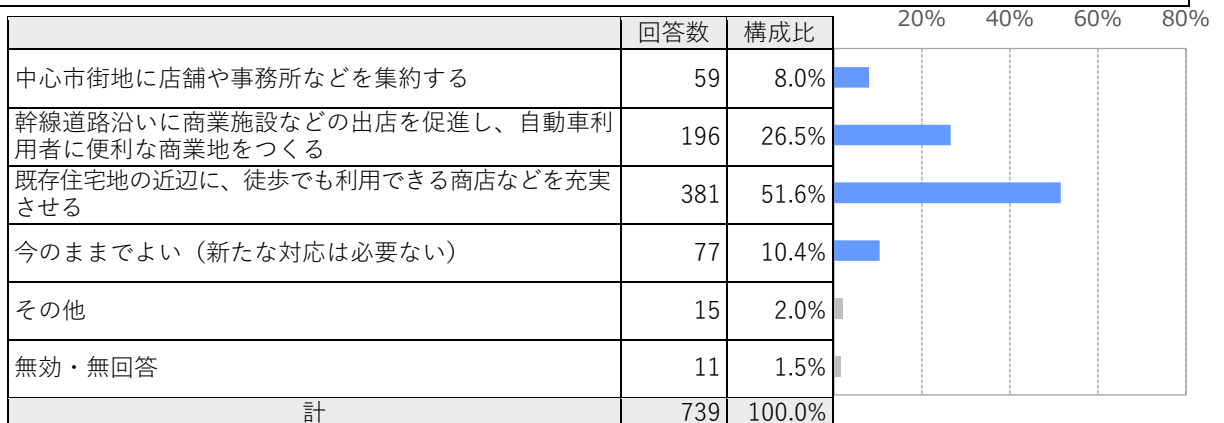 20% 40% 60% 80%
回答数 構成比
中心市街地に店舗や事務所などを集約する 59 8.0%
幹線道路沿いに商業施設などの出店を促進し、自動車利
用者に便利な商業地をつくる 196 26.5%
既存住宅地の近辺に、徒歩でも利用できる商店などを充実
させる 381 51.6%
今のままでよい（新たな対応は必要ない） 77 10.4%
その他 15 2.0%
無効・無回答 11 1.5%
計 739 100.0%